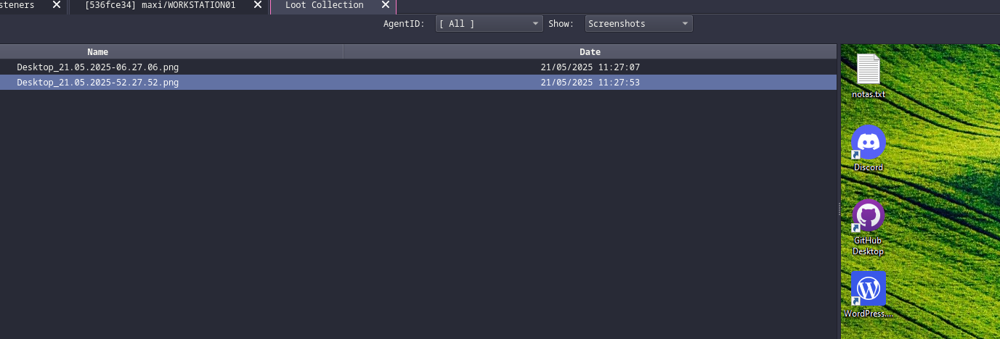 steners
[536fce34] maxi/WORKSTATION01
Loot Collection
AgentID: [ All ] Show: Screenshots
Name Date
Desktop_21.05.2025-06.27.06.png 21/05/2025 11:27:07
Desktop_21.05.2025-52.27.52.png 21/05/2025 11:27:53
notas.txt
Discord
GitHub
Desktop
WordPress....